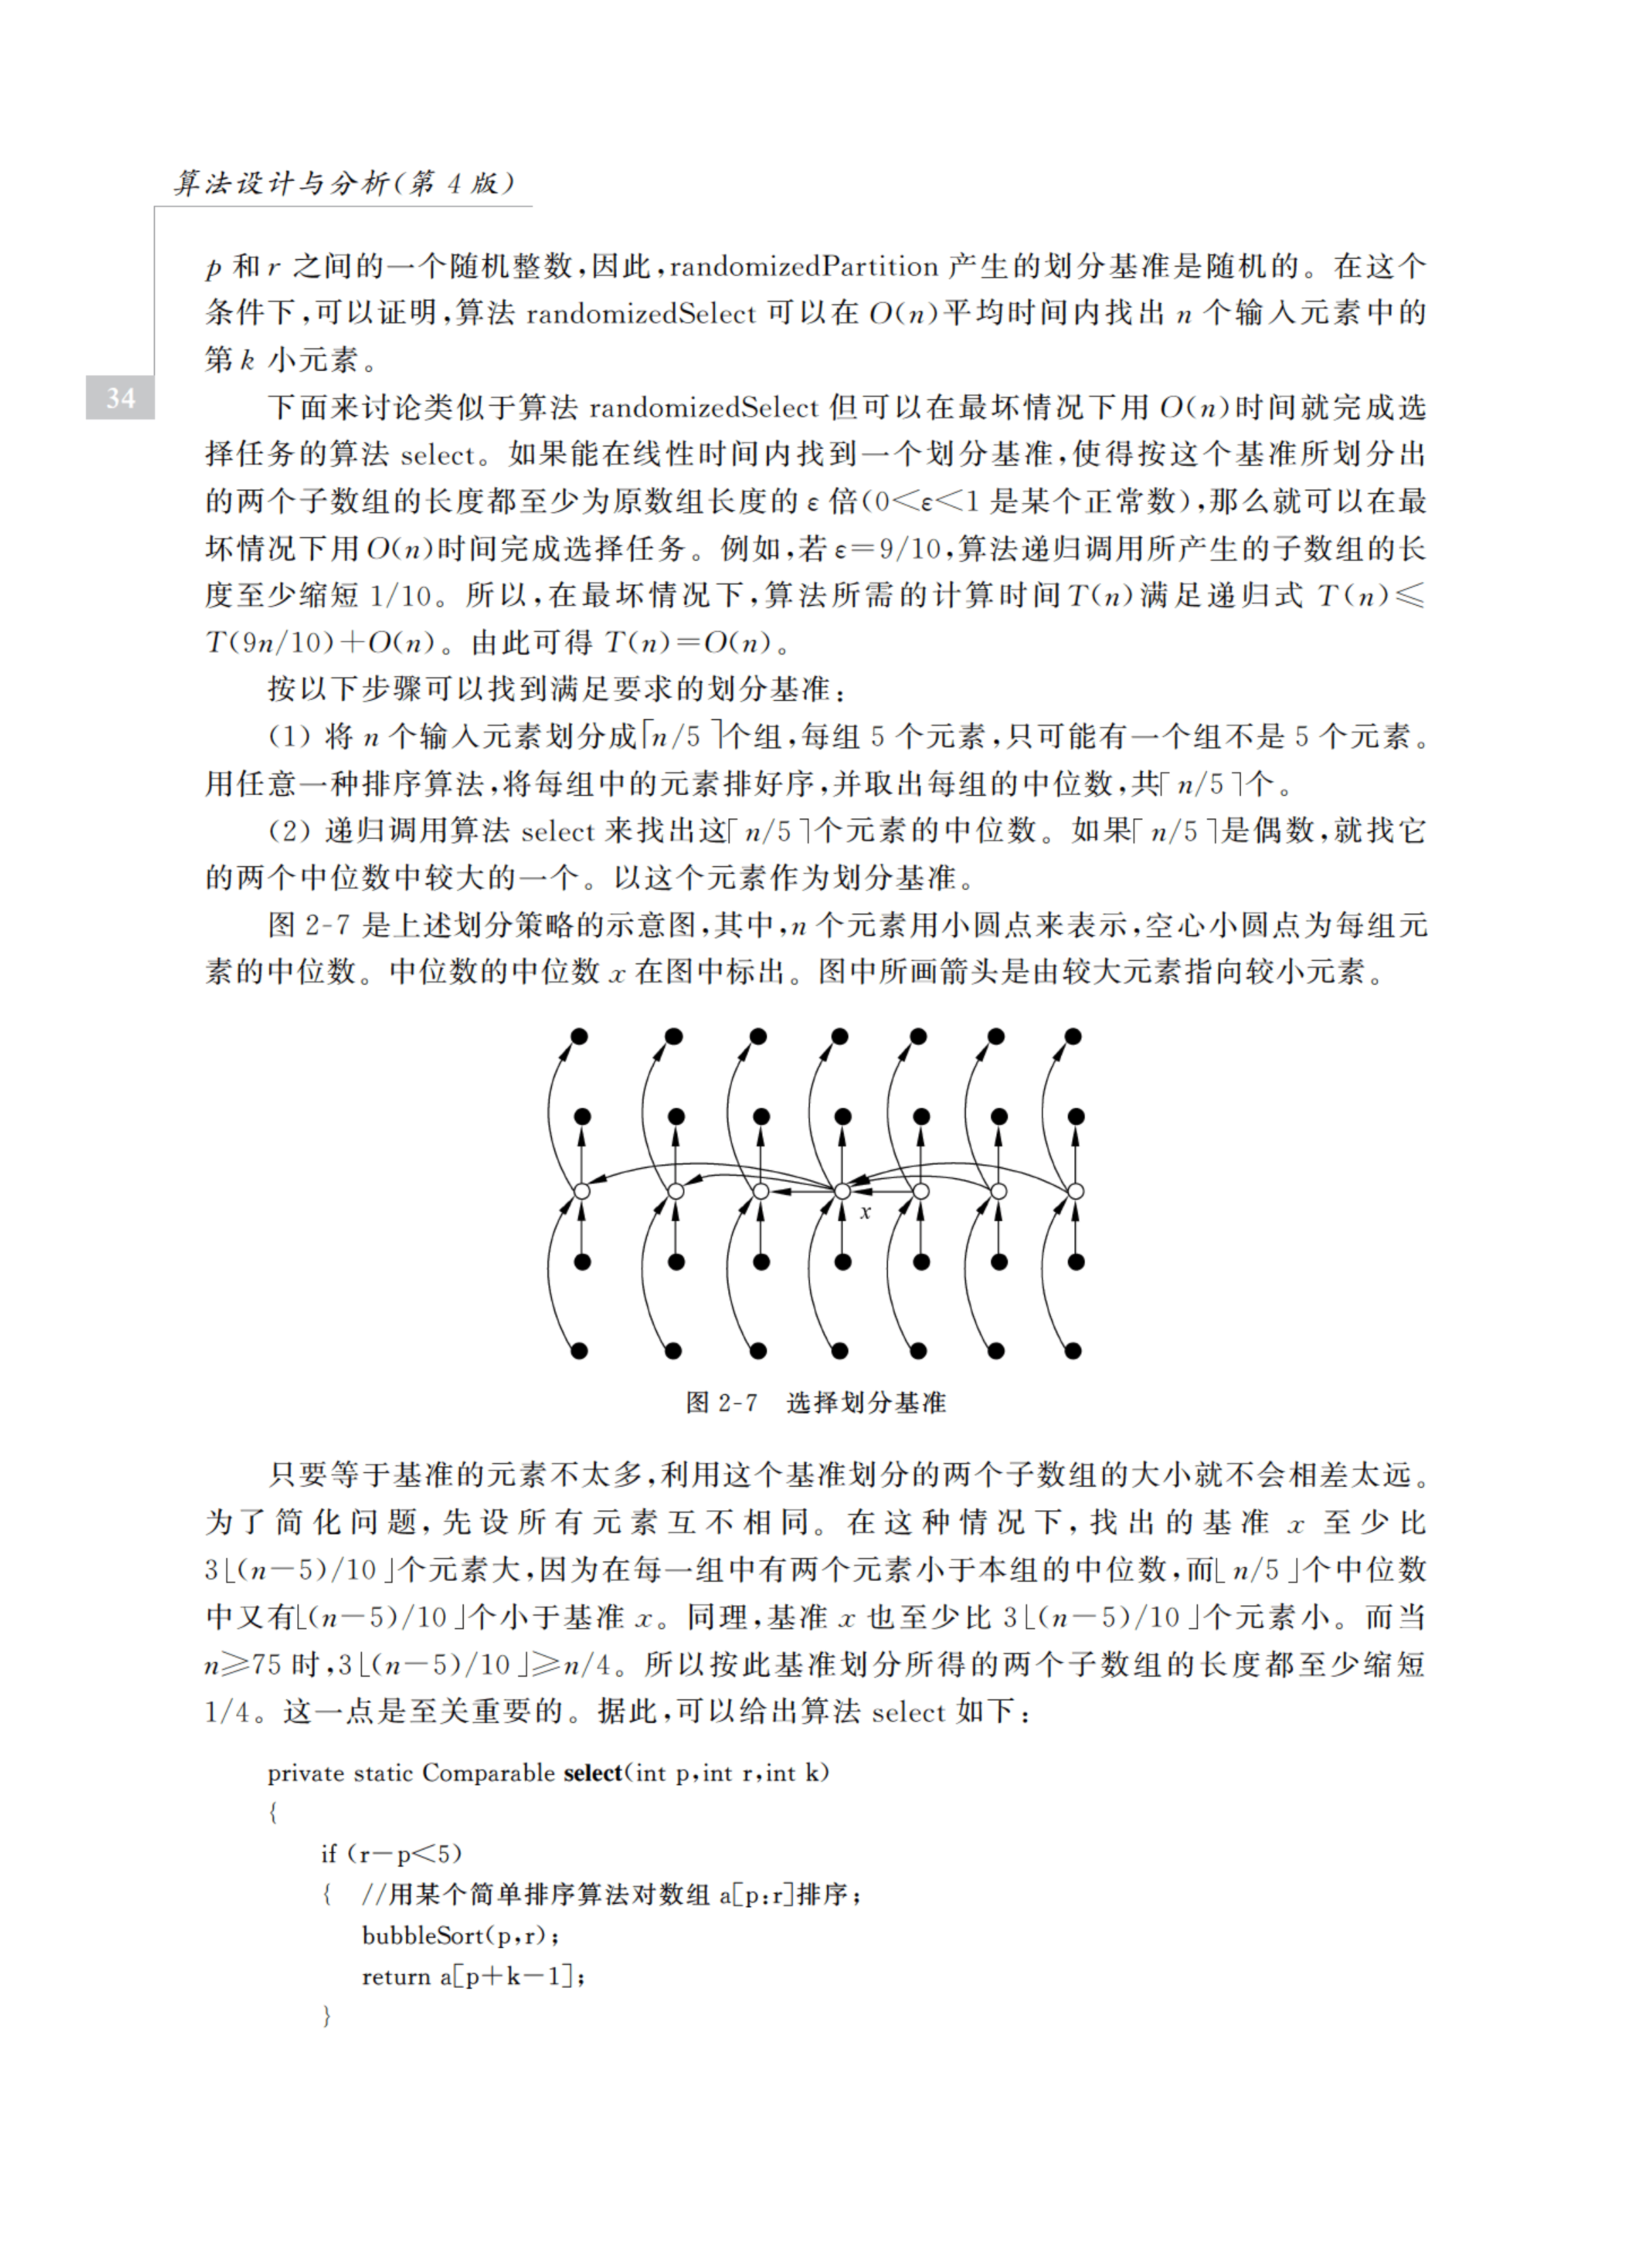 算法设计与分析(第 4 版)
p 和 r 之间的一个随机整数,因此,randomizedPartition 产生的划分基准是随机的。在这个
条件下,可以证明,算法 randomizedSelect 可以在 O(n)平均时间内找出 n 个输入元素中的
第 k 小元素。
34
下面来讨论类似于算法 randomizedSelect 但可以在最坏情况下用 O(n)时间就完成选
择任务的算法 select。如果能在线性时间内找到一个划分基准,使得按这个基准所划分出
的两个子数组的长度都至少为原数组长度的 ε 倍(0<ε<1 是某个正常数),那么就可以在最
坏情况下用 O(n)时间完成选择任务。例如,若 ε=9/10,算法递归调用所产生的子数组的长
度至少缩短 1/10。所以,在最坏情况下,算法所需的计算时间 T(n)满足递归式 T(n)≤
T(9n/10)+O(n)。由此可得 T(n)=O(n)。
按以下步骤可以找到满足要求的划分基准:
(1) 将 n 个输入元素划分成⌈n/5⌉个组,每组 5 个元素,只可能有一个组不是 5 个元素。
用任意一种排序算法,将每组中的元素排好序,并取出每组的中位数,共⌈n/5⌉个。
(2) 递归调用算法 select 来找出这⌈n/5⌉个元素的中位数。如果⌈n/5⌉是偶数,就找它
的两个中位数中较大的一个。以这个元素作为划分基准。
图 2-7 是上述划分策略的示意图,其中,n 个元素用小圆点来表示,空心小圆点为每组元
素的中位数。中位数的中位数 x 在图中标出。图中所画箭头是由较大元素指向较小元素。
x
图 2-7 选择划分基准
只要等于基准的元素不太多,利用这个基准划分的两个子数组的大小就不会相差太远。
为了简化问题,先设所有元素互不相同。在这种情况下,找出的基准 x 至少比
3⌊(n-5)/10⌋个元素大,因为在每一组中有两个元素小于本组的中位数,而⌊n/5⌋个中位数
中又有⌊(n-5)/10⌋个小于基准 x。同理,基准 x 也至少比 3⌊(n-5)/10⌋个元素小。而当
n≥75 时,3⌊(n-5)/10⌋≥n/4。所以按此基准划分所得的两个子数组的长度都至少缩短
1/4。这一点是至关重要的。据此,可以给出算法 select 如下:
private static Comparable select(int p,int r,int k)
{
if (r-p<5)
{ //用某个简单排序算法对数组 a[p:r]排序;
bubbleSort(p,r);
return a[p+k-1];
}